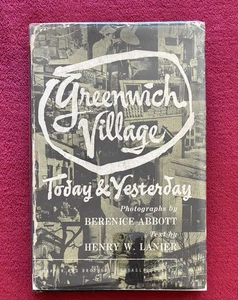 Greenwich
Village
Today & Yesterday
Photographs by
BERENICE ABBOTT
Text by
HENRY W. LANIER